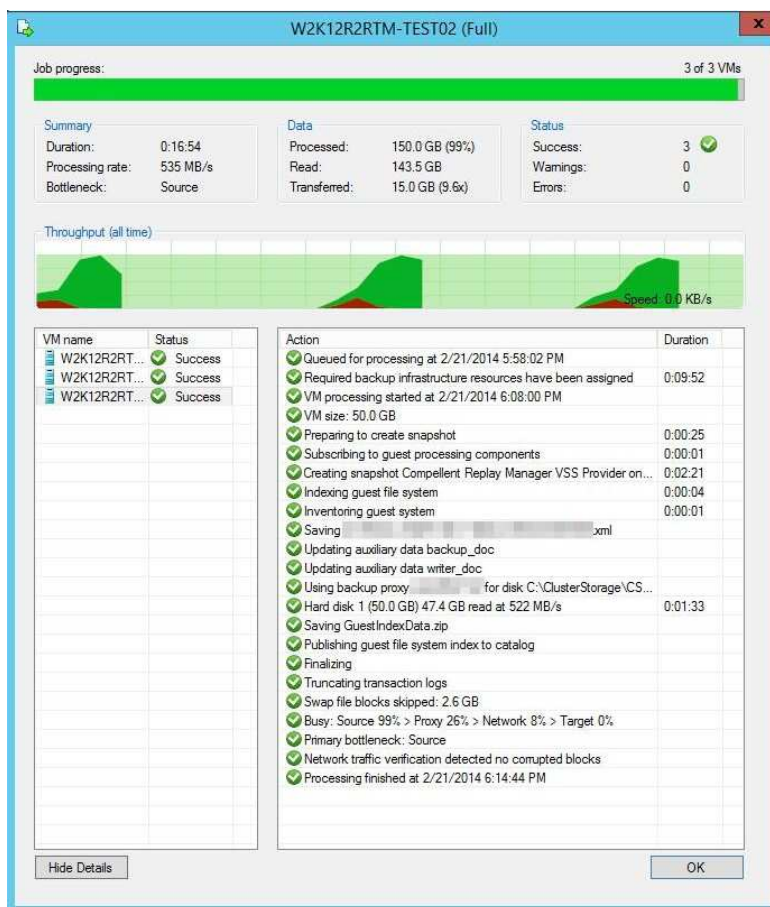 W2K12R2RTM-TEST02 (Full)
x
Job progress: 3 of 3 VMs
Summary
Duration: 0:16:54
Processing rate: 535 MB/s
Bottleneck: Source
Data
Processed: 150.0 GB (99%)
Read: 143.5 GB
Transferred: 15.0 GB (9.6x)
Status
Success: 3
Warnings: 0
Errors: 0
Throughput (all time)
Speed: 0.0 KB/s
VM name Status
W2K12R2RT... Success
W2K12R2RT... Success
W2K12R2RT... Success
Action Duration
Queued for processing at 2/21/2014 5:58:02 PM
Required backup infrastructure resources have been assigned 0:09:52
VM processing started at 2/21/2014 6:08:00 PM
VM size: 50.0 GB
Preparing to create snapshot 0:00:25
Subscribing to guest processing components 0:00:01
Creating snapshot Compellent Replay Manager VSS Provider on... 0:02:21
Indexing guest file system 0:00:04
Inventoring guest system 0:00:01
Saving .xml
Updating auxiliary data backup_doc
Updating auxiliary data writer_doc
Using backup proxy for disk C:\ClusterStorage\CS...
Hard disk 1 (50.0 GB) 47.4 GB read at 522 MB/s 0:01:33
Saving GuestIndexData.zip
Publishing guest file system index to catalog
Finalizing
Truncating transaction logs
Swap file blocks skipped: 2.6 GB
Busy: Source 99% > Proxy 26% > Network 8% > Target 0%
Primary bottleneck: Source
Network traffic verification detected no corrupted blocks
Processing finished at 2/21/2014 6:14:44 PM
Hide Details
OK